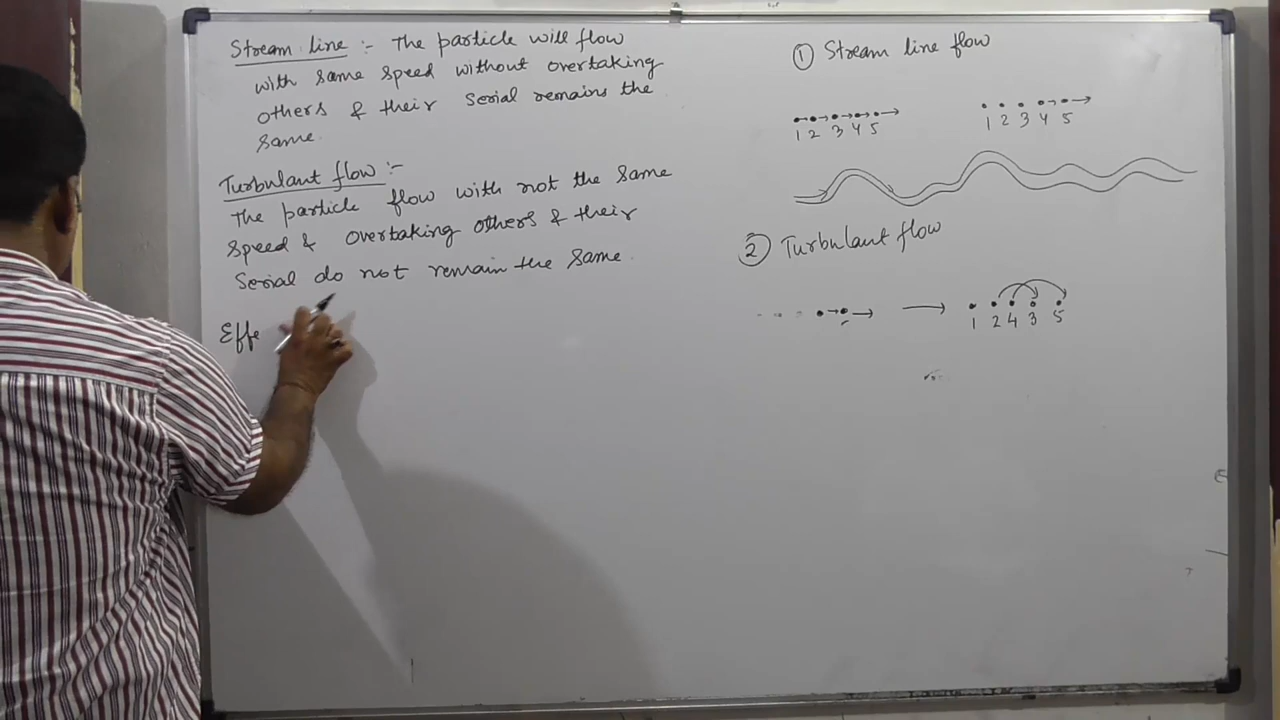 Stream line :- The particle will flow
with same speed without overtaking
others & their serial remains the
same.
Turbulant flow :-
The particle flow with not the same
speed & overtaking others & their
Serial do not remain the same
Effe
① Stream line flow
1 2 3 4 5
1 2 3 4 5
② Turbulant flow
1 2 4 3 5